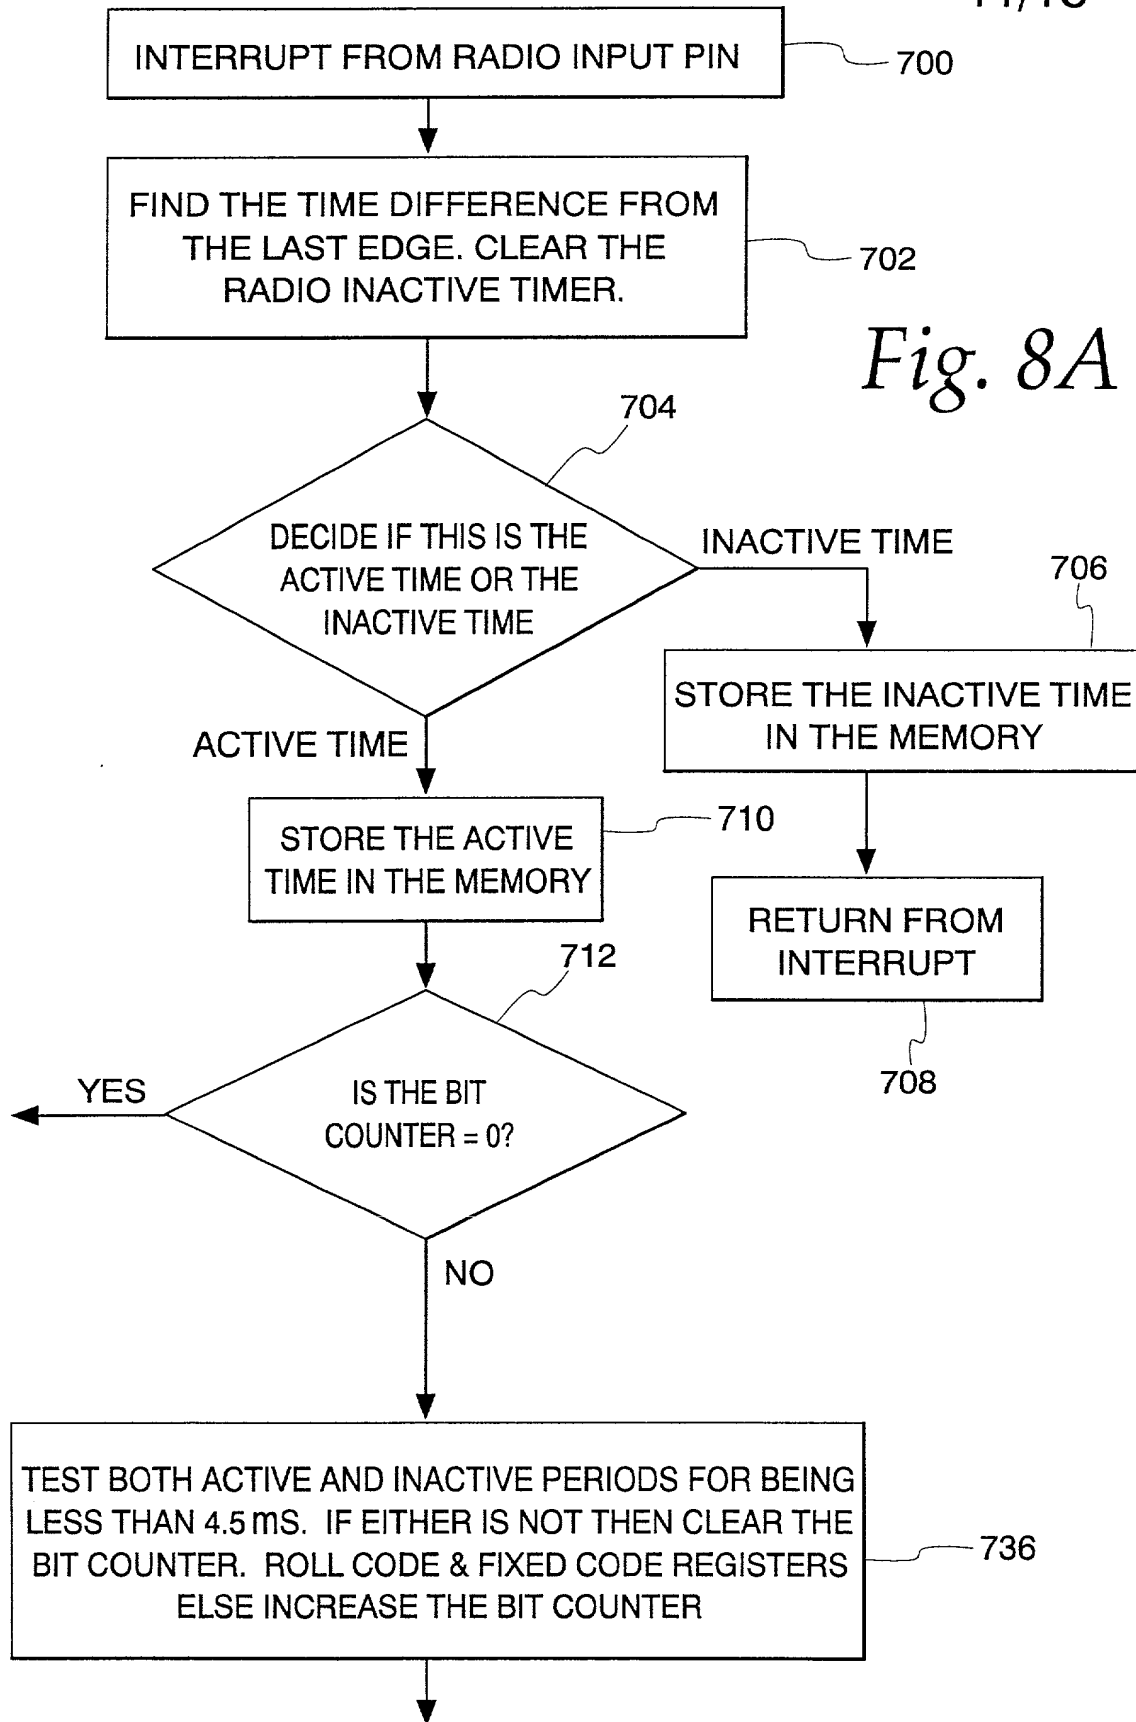 INTERRUPT FROM RADIO INPUT PIN
700
FIND THE TIME DIFFERENCE FROM
THE LAST EDGE. CLEAR THE
RADIO INACTIVE TIMER.
702
Fig. 8A
704
DECIDE IF THIS IS THE
ACTIVE TIME OR THE
INACTIVE TIME
INACTIVE TIME
706
STORE THE INACTIVE TIME
IN THE MEMORY
ACTIVE TIME
710
STORE THE ACTIVE
TIME IN THE MEMORY
RETURN FROM
INTERRUPT
712
708
YES
IS THE BIT
COUNTER = 0?
NO
TEST BOTH ACTIVE AND INACTIVE PERIODS FOR BEING
LESS THAN 4.5 mS. IF EITHER IS NOT THEN CLEAR THE
BIT COUNTER. ROLL CODE & FIXED CODE REGISTERS
ELSE INCREASE THE BIT COUNTER
736